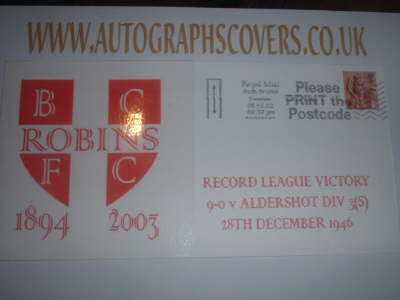 WWW.AUTOGRAPHSCOVERS.CO.UK
B C
ROBINS
F C
1894 2003
Royal Mail
Please
PRINT the
Postcode
RECORD LEAGUE VICTORY
9-0 V ALDERSHOT DIV 3(S)
28TH DECEMBER 1946